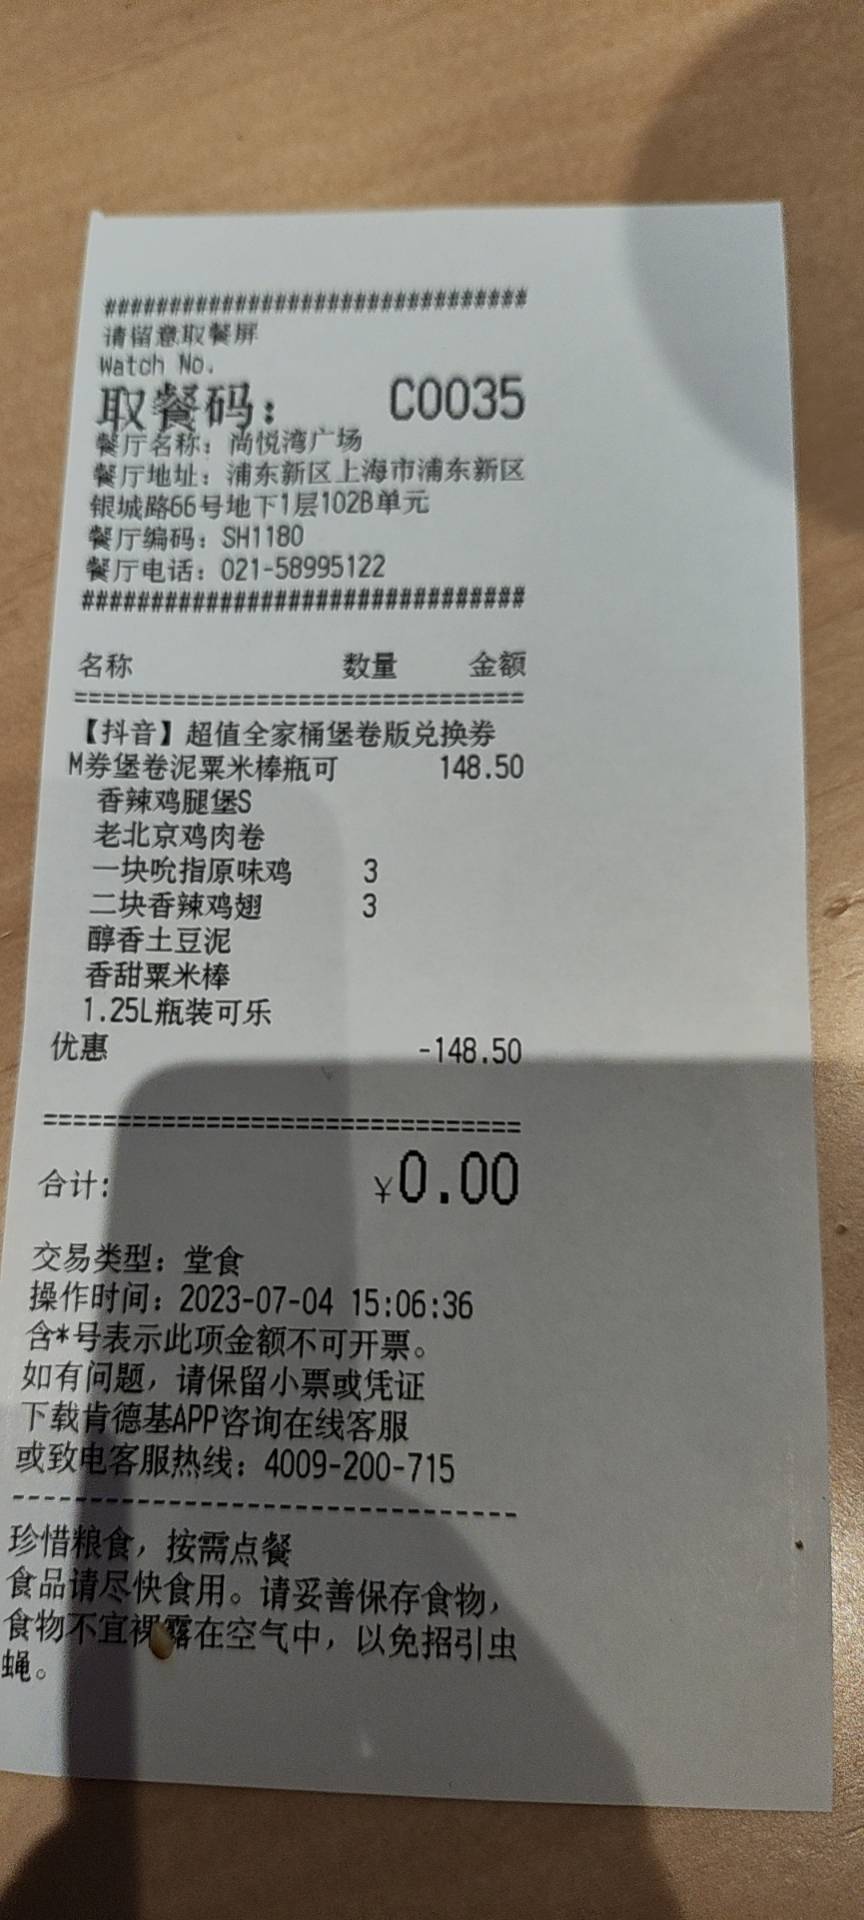 ################################
请留意取餐屏
Watch No.
取餐码： C0035
餐厅名称：尚悦湾广场
餐厅地址：浦东新区上海市浦东新区
银城路66号地下1层102B单元
餐厅编码：SH1180
餐厅电话：021-58995122
################################
名称 数量 金额
================================
【抖音】超值全家桶堡卷版兑换券
M券堡卷泥粟米棒瓶可 148.50
香辣鸡腿堡S
老北京鸡肉卷
一块吮指原味鸡 3
二块香辣鸡翅 3
醇香土豆泥
香甜粟米棒
1.25L瓶装可乐
优惠 -148.50
================================
合计: ¥0.00
交易类型：堂食
操作时间：2023-07-04 15:06:36
含*号表示此项金额不可开票。
如有问题，请保留小票或凭证
下载肯德基APP咨询在线客服
或致电客服热线：4009-200-715
--------------------------------
珍惜粮食，按需点餐
食品请尽快食用。请妥善保存食物，
食物不宜裸露在空气中，以免招引虫
蝇。